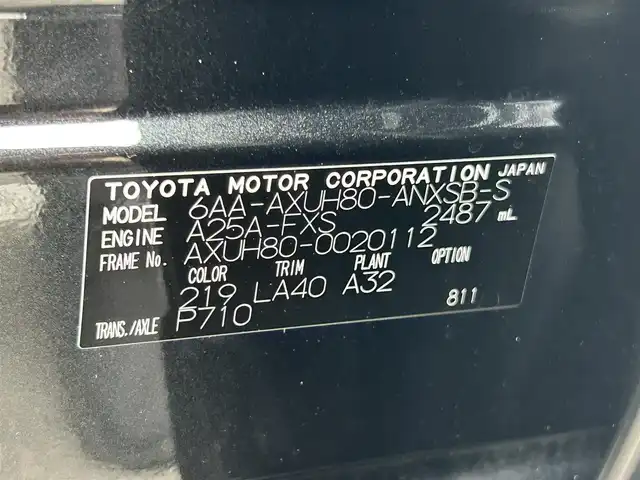 TOYOTA MOTOR CORPORATION JAPAN
MODEL 6AA-AXUH80-ANXSB-S
ENGINE A25A-FXS 2487 mL
FRAME No. AXUH80-0020112
COLOR TRIM PLANT OPTION
219 LA40 A32 811
TRANS./AXLE P710